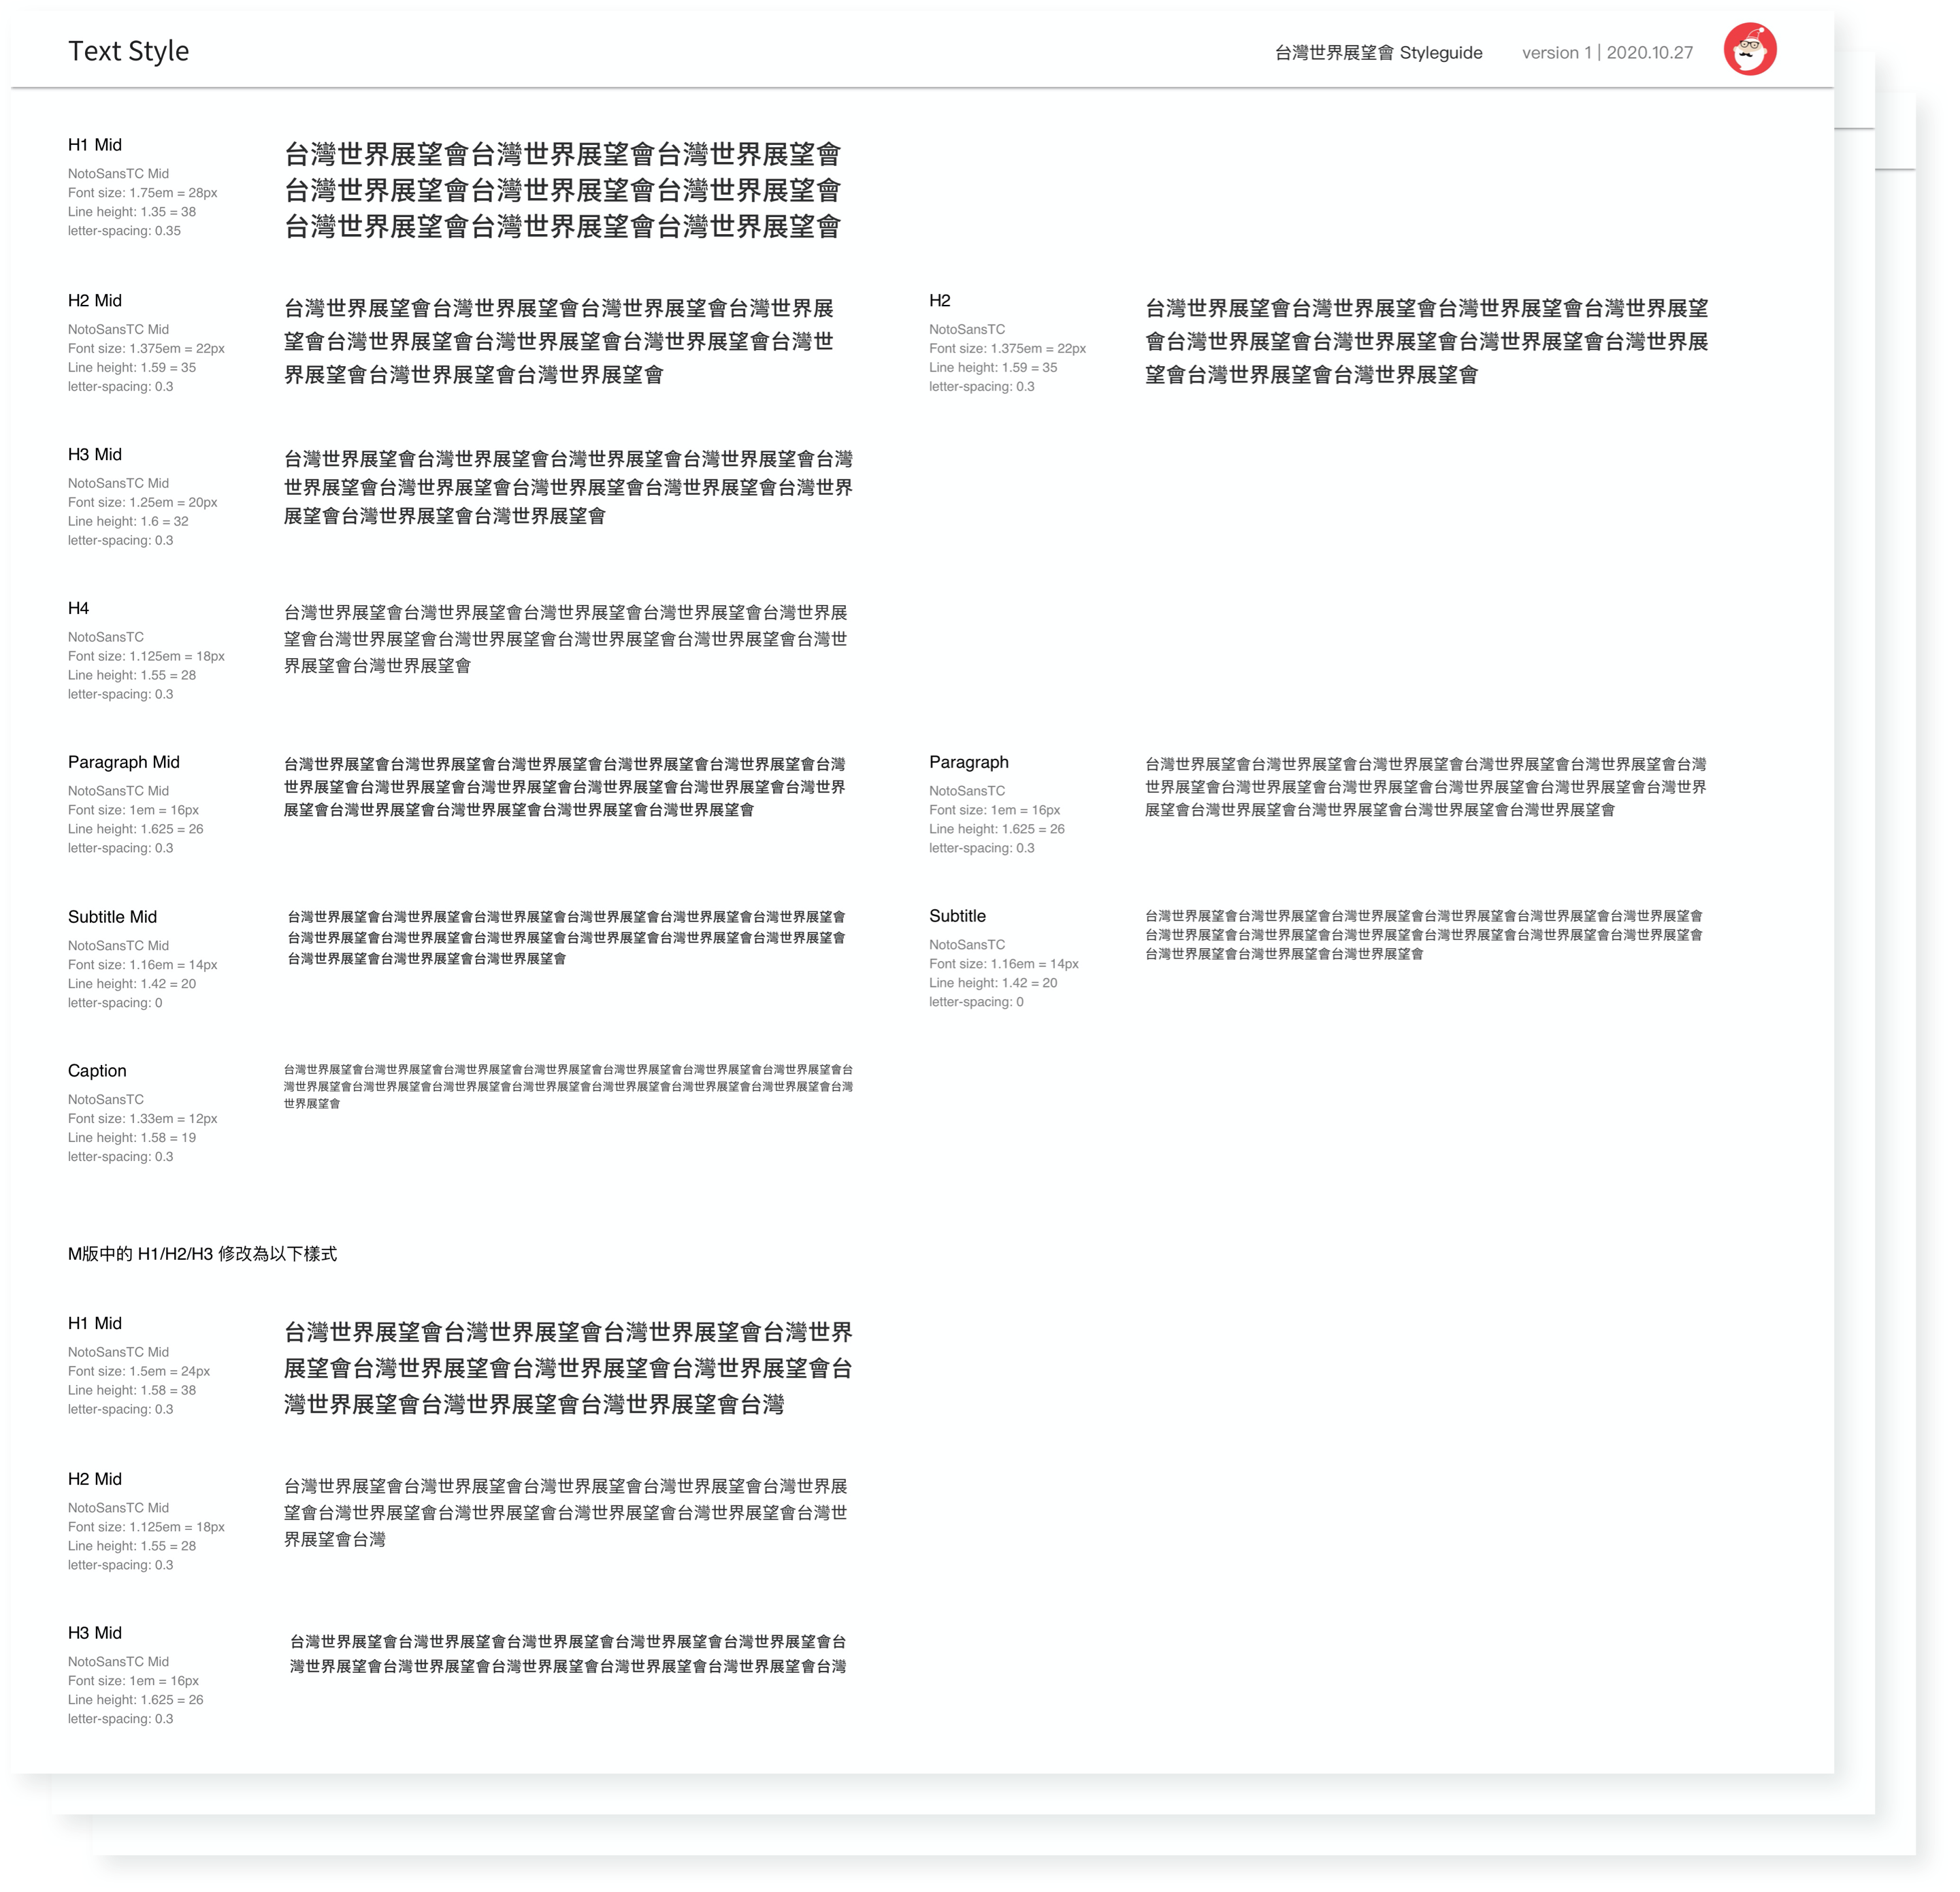 Text Style
台灣世界展望會 Styleguide
version 1 | 2020.10.27
H1 Mid
NotoSansTC Mid
Font size: 1.75em = 28px
Line height: 1.35 = 38
letter-spacing: 0.35
台灣世界展望會台灣世界展望會台灣世界展望會
台灣世界展望會台灣世界展望會台灣世界展望會
台灣世界展望會台灣世界展望會台灣世界展望會
H2 Mid
NotoSansTC Mid
Font size: 1.375em = 22px
Line height: 1.59 = 35
letter-spacing: 0.3
台灣世界展望會台灣世界展望會台灣世界展望會台灣世界展
望會台灣世界展望會台灣世界展望會台灣世界展望會台灣世
界展望會台灣世界展望會台灣世界展望會
H2
NotoSansTC
Font size: 1.375em = 22px
Line height: 1.59 = 35
letter-spacing: 0.3
台灣世界展望會台灣世界展望會台灣世界展望會台灣世界展望
會台灣世界展望會台灣世界展望會台灣世界展望會台灣世界展
望會台灣世界展望會台灣世界展望會
H3 Mid
NotoSansTC Mid
Font size: 1.25em = 20px
Line height: 1.6 = 32
letter-spacing: 0.3
台灣世界展望會台灣世界展望會台灣世界展望會台灣世界展望會台灣
世界展望會台灣世界展望會台灣世界展望會台灣世界展望會台灣世界
展望會台灣世界展望會台灣世界展望會
H4
NotoSansTC
Font size: 1.125em = 18px
Line height: 1.55 = 28
letter-spacing: 0.3
台灣世界展望會台灣世界展望會台灣世界展望會台灣世界展望會台灣世界展
望會台灣世界展望會台灣世界展望會台灣世界展望會台灣世界展望會台灣世
界展望會台灣世界展望會
Paragraph Mid
NotoSansTC Mid
Font size: 1em = 16px
Line height: 1.625 = 26
letter-spacing: 0.3
台灣世界展望會台灣世界展望會台灣世界展望會台灣世界展望會台灣世界展望會台灣
世界展望會台灣世界展望會台灣世界展望會台灣世界展望會台灣世界展望會台灣世界
展望會台灣世界展望會台灣世界展望會台灣世界展望會台灣世界展望會
Paragraph
NotoSansTC
Font size: 1em = 16px
Line height: 1.625 = 26
letter-spacing: 0.3
台灣世界展望會台灣世界展望會台灣世界展望會台灣世界展望會台灣世界展望會台灣
世界展望會台灣世界展望會台灣世界展望會台灣世界展望會台灣世界展望會台灣世界
展望會台灣世界展望會台灣世界展望會台灣世界展望會台灣世界展望會
Subtitle Mid
NotoSansTC Mid
Font size: 1.16em = 14px
Line height: 1.42 = 20
letter-spacing: 0
台灣世界展望會台灣世界展望會台灣世界展望會台灣世界展望會台灣世界展望會台灣世界展望會
台灣世界展望會台灣世界展望會台灣世界展望會台灣世界展望會台灣世界展望會台灣世界展望會
台灣世界展望會台灣世界展望會台灣世界展望會
Subtitle
NotoSansTC
Font size: 1.16em = 14px
Line height: 1.42 = 20
letter-spacing: 0
台灣世界展望會台灣世界展望會台灣世界展望會台灣世界展望會台灣世界展望會台灣世界展望會
台灣世界展望會台灣世界展望會台灣世界展望會台灣世界展望會台灣世界展望會台灣世界展望會
台灣世界展望會台灣世界展望會台灣世界展望會
Caption
NotoSansTC
Font size: 1.33em = 12px
Line height: 1.58 = 19
letter-spacing: 0.3
台灣世界展望會台灣世界展望會台灣世界展望會台灣世界展望會台灣世界展望會台灣世界展望會台灣世界展望會台
灣世界展望會台灣世界展望會台灣世界展望會台灣世界展望會台灣世界展望會台灣世界展望會台灣世界展望會台灣
世界展望會
M版中的 H1/H2/H3 修改為以下樣式
H1 Mid
NotoSansTC Mid
Font size: 1.5em = 24px
Line height: 1.58 = 38
letter-spacing: 0.3
台灣世界展望會台灣世界展望會台灣世界展望會台灣世界
展望會台灣世界展望會台灣世界展望會台灣世界展望會台
灣世界展望會台灣世界展望會台灣世界展望會台灣
H2 Mid
NotoSansTC Mid
Font size: 1.125em = 18px
Line height: 1.55 = 28
letter-spacing: 0.3
台灣世界展望會台灣世界展望會台灣世界展望會台灣世界展望會台灣世界展
望會台灣世界展望會台灣世界展望會台灣世界展望會台灣世界展望會台灣世
界展望會台灣
H3 Mid
NotoSansTC Mid
Font size: 1em = 16px
Line height: 1.625 = 26
letter-spacing: 0.3
台灣世界展望會台灣世界展望會台灣世界展望會台灣世界展望會台灣世界展望會台
灣世界展望會台灣世界展望會台灣世界展望會台灣世界展望會台灣世界展望會台灣